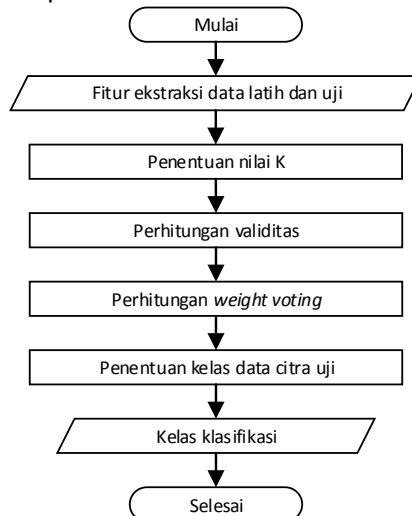 Mulai
Fitur ekstraksi data latih dan uji
Penentuan nilai K
Perhitungan validitas
Perhitungan weight voting
Penentuan kelas data citra uji
Kelas klasifikasi
Selesai